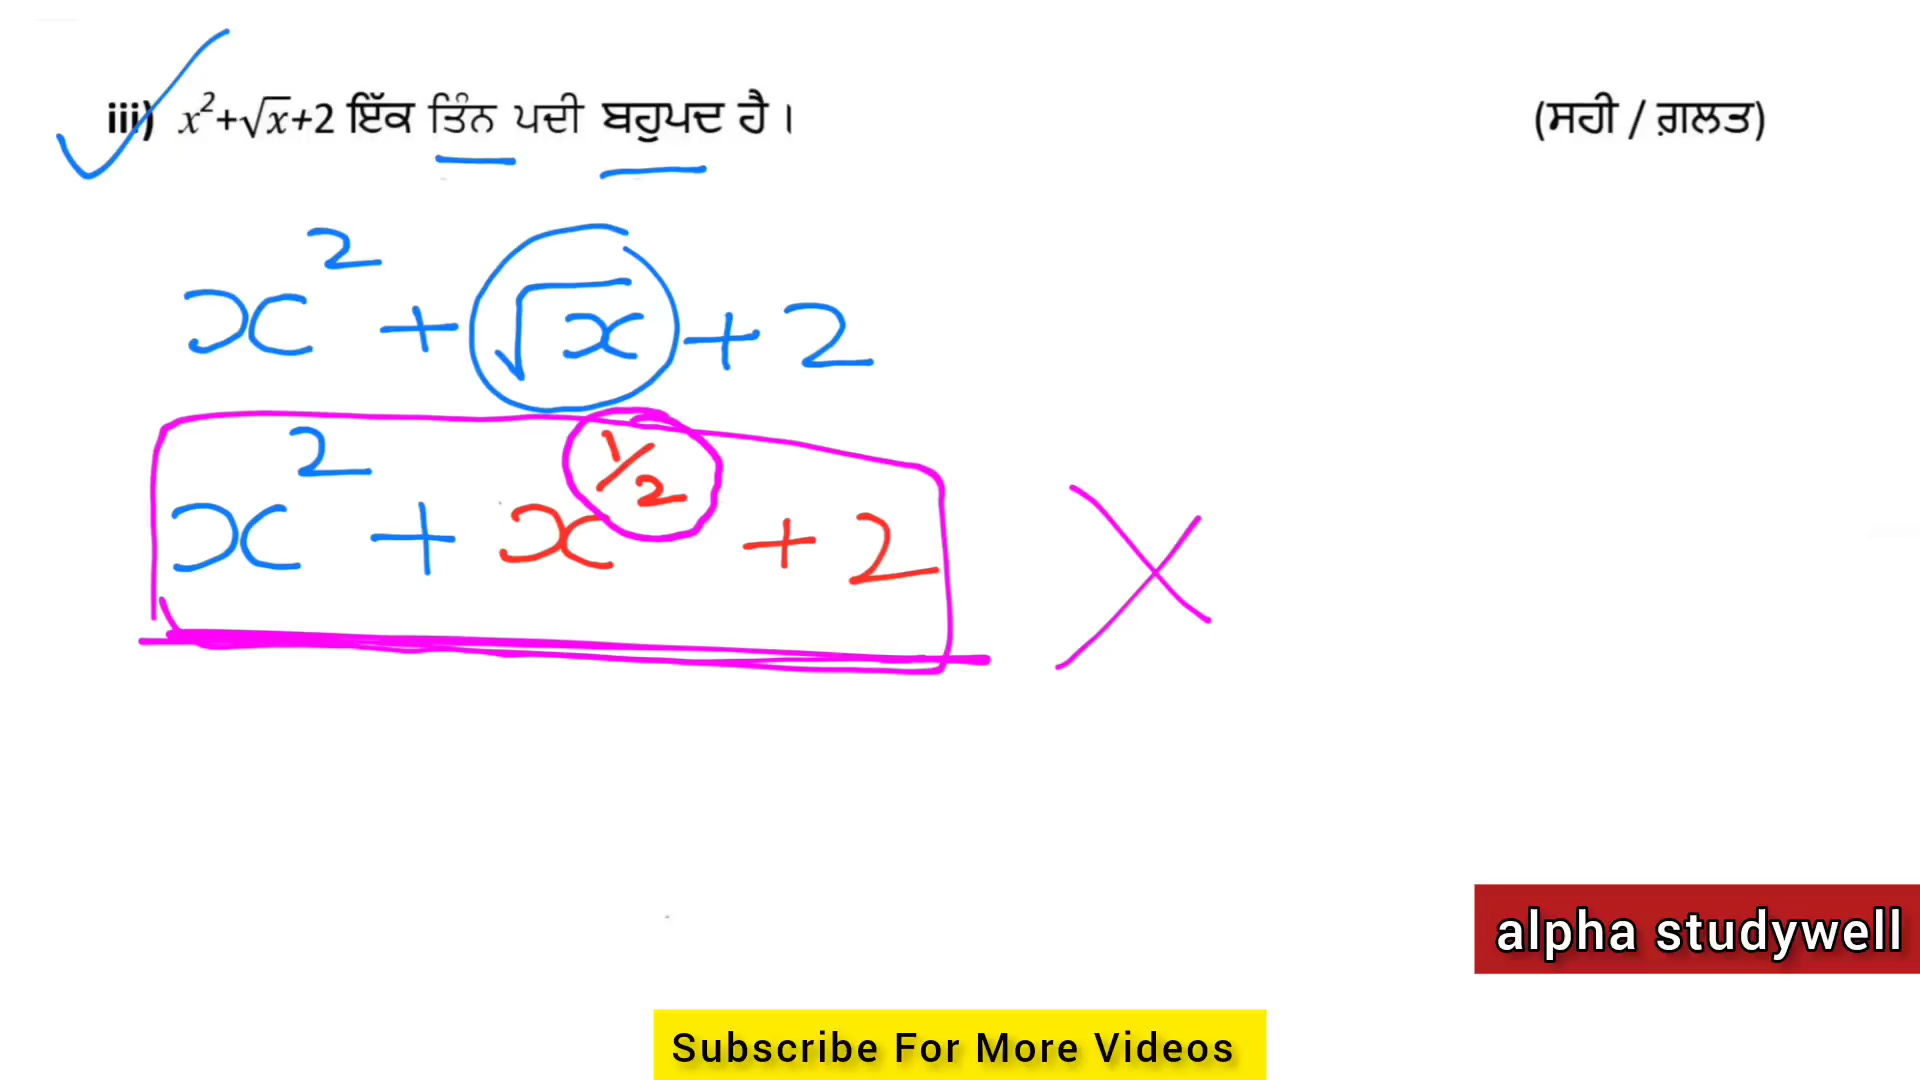 iii) x²+√x+2 ਇੱਕ ਤਿੰਨ ਪਦੀ ਬਹੁਪਦ ਹੈ। (ਸਹੀ / ਗ਼ਲਤ)
x² + √x + 2
x² + x^1/2 + 2 X
alpha studywell
Subscribe For More Videos